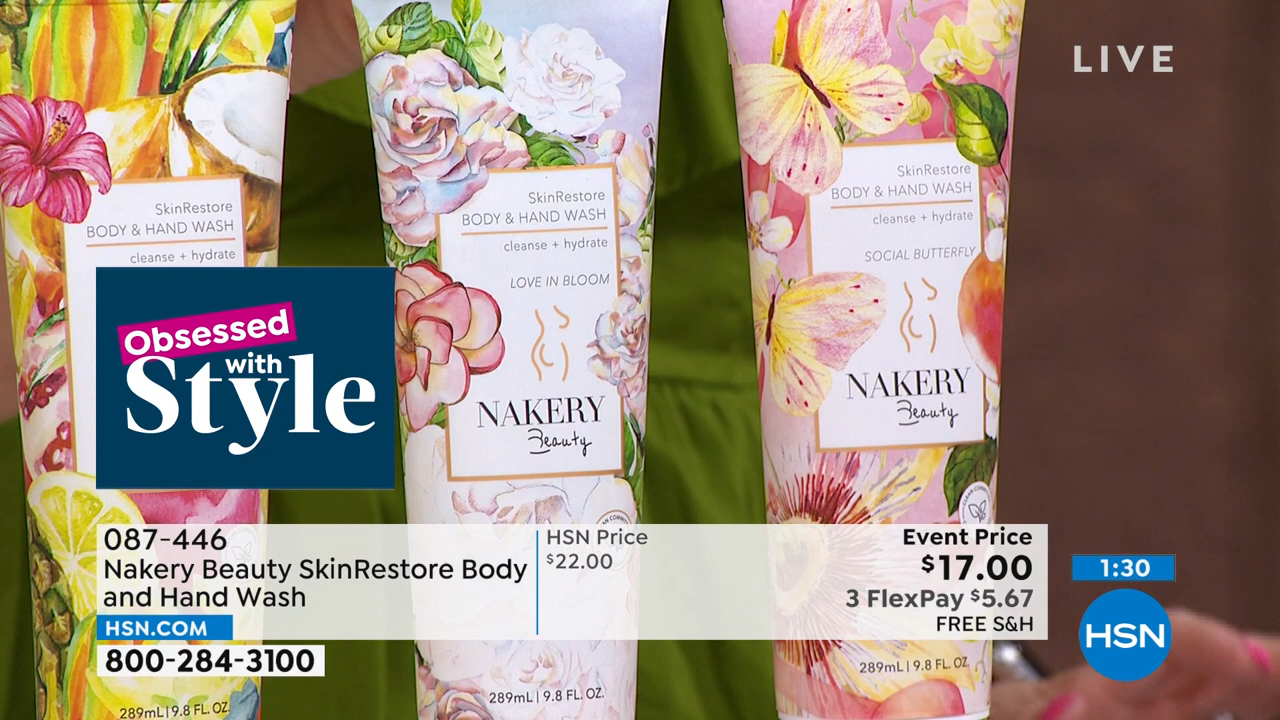 LIVE
SkinRestore
BODY & HAND WASH
cleanse + hydrate
289mL | 9.8 FL. OZ.
SkinRestore
BODY & HAND WASH
cleanse + hydrate
LOVE IN BLOOM
NAKERY
Beauty
289mL | 9.8 FL. OZ.
SkinRestore
BODY & HAND WASH
cleanse + hydrate
SOCIAL BUTTERFLY
NAKERY
Beauty
289mL | 9.8 FL. OZ.
Obsessed
with
Style
087-446
Nakery Beauty SkinRestore Body
and Hand Wash
HSN.COM
800-284-3100
HSN Price
$22.00
Event Price
$17.00
3 FlexPay $5.67
FREE S&H
1:30
HSN